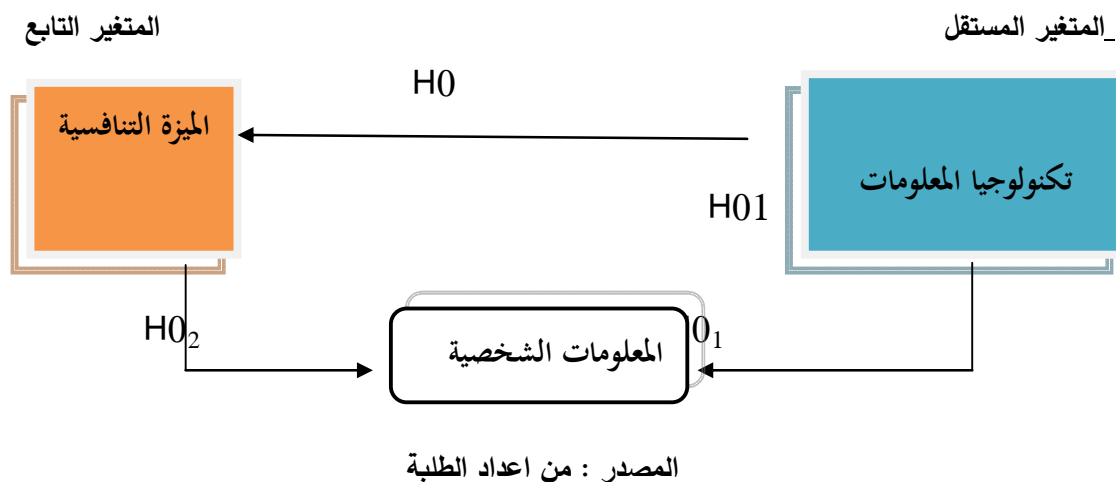 المتغير المستقل
المتغير التابع
H0
الميزة التنافسية
تكنولوجيا المعلومات
H01
H0₂
0₁
المعلومات الشخصية
المصدر : من اعداد الطلبة